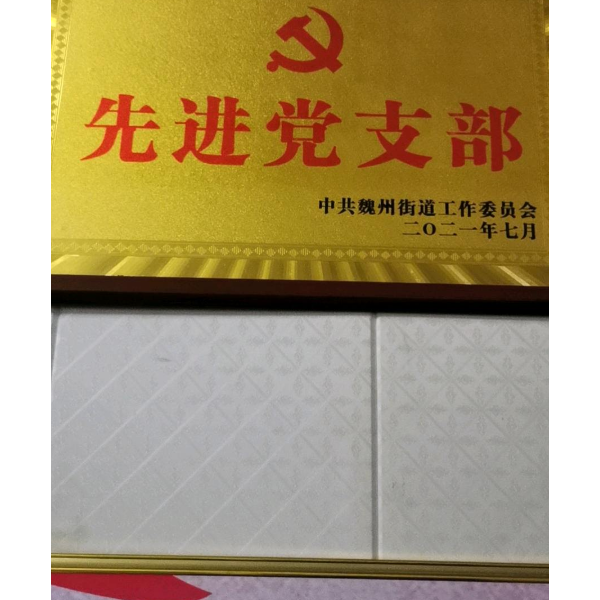 先进党支部
中共魏州街道工作委员会
二〇二一年七月